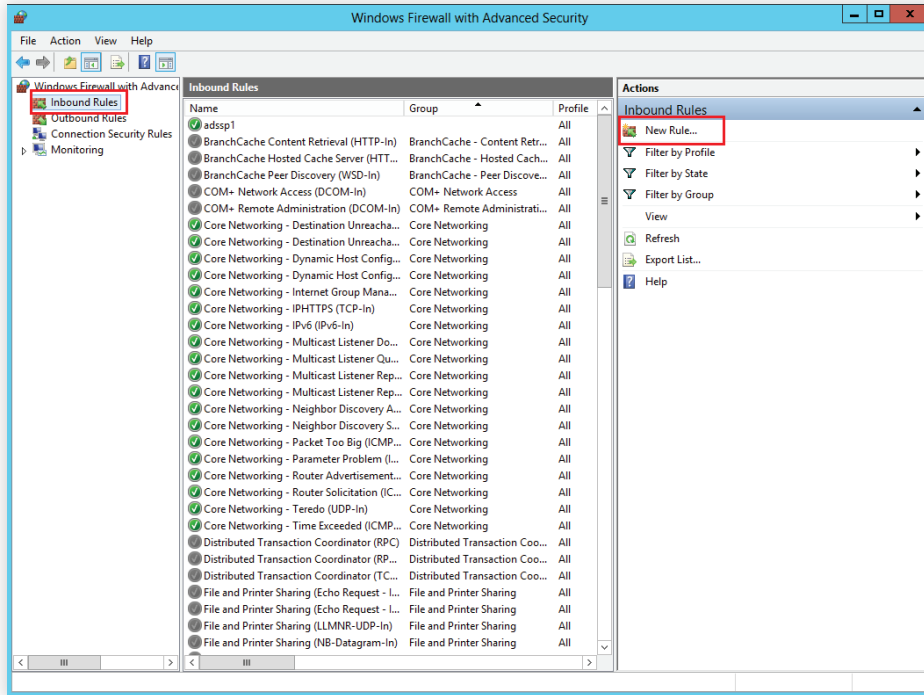 Windows Firewall with Advanced Security
File Action View Help
Windows Firewall with Advance
Inbound Rules
Outbound Rules
Connection Security Rules
Monitoring
Inbound Rules
Name Group Profile
adssp1 All
BranchCache Content Retrieval (HTTP-In) BranchCache - Content Retr... All
BranchCache Hosted Cache Server (HTT... BranchCache - Hosted Cach... All
BranchCache Peer Discovery (WSD-In) BranchCache - Peer Discove... All
COM+ Network Access (DCOM-In) COM+ Network Access All
COM+ Remote Administration (DCOM-In) COM+ Remote Administrati... All
Core Networking - Destination Unreacha... Core Networking All
Core Networking - Destination Unreacha... Core Networking All
Core Networking - Dynamic Host Config... Core Networking All
Core Networking - Dynamic Host Config... Core Networking All
Core Networking - Internet Group Mana... Core Networking All
Core Networking - IPHTTPS (TCP-In) Core Networking All
Core Networking - IPv6 (IPv6-In) Core Networking All
Core Networking - Multicast Listener Do... Core Networking All
Core Networking - Multicast Listener Qu... Core Networking All
Core Networking - Multicast Listener Rep... Core Networking All
Core Networking - Multicast Listener Rep... Core Networking All
Core Networking - Neighbor Discovery A... Core Networking All
Core Networking - Neighbor Discovery S... Core Networking All
Core Networking - Packet Too Big (ICMP... Core Networking All
Core Networking - Parameter Problem (I... Core Networking All
Core Networking - Router Advertisement... Core Networking All
Core Networking - Router Solicitation (IC... Core Networking All
Core Networking - Teredo (UDP-In) Core Networking All
Core Networking - Time Exceeded (ICMP... Core Networking All
Distributed Transaction Coordinator (RPC) Distributed Transaction Coo... All
Distributed Transaction Coordinator (RP... Distributed Transaction Coo... All
Distributed Transaction Coordinator (TC... Distributed Transaction Coo... All
File and Printer Sharing (Echo Request - I... File and Printer Sharing All
File and Printer Sharing (Echo Request - I... File and Printer Sharing All
File and Printer Sharing (LLMNR-UDP-In) File and Printer Sharing All
File and Printer Sharing (NB-Datagram-In) File and Printer Sharing All
Actions
Inbound Rules
New Rule...
Filter by Profile
Filter by State
Filter by Group
View
Refresh
Export List...
Help